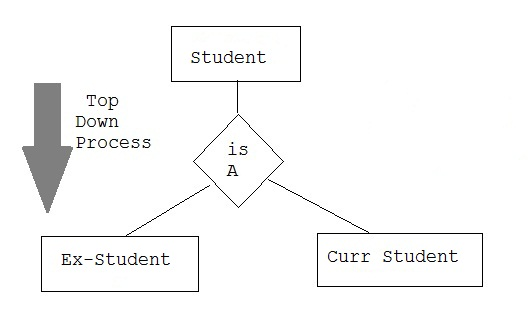 Student
Top
Down
Process
is
A
Ex-Student
Curr Student